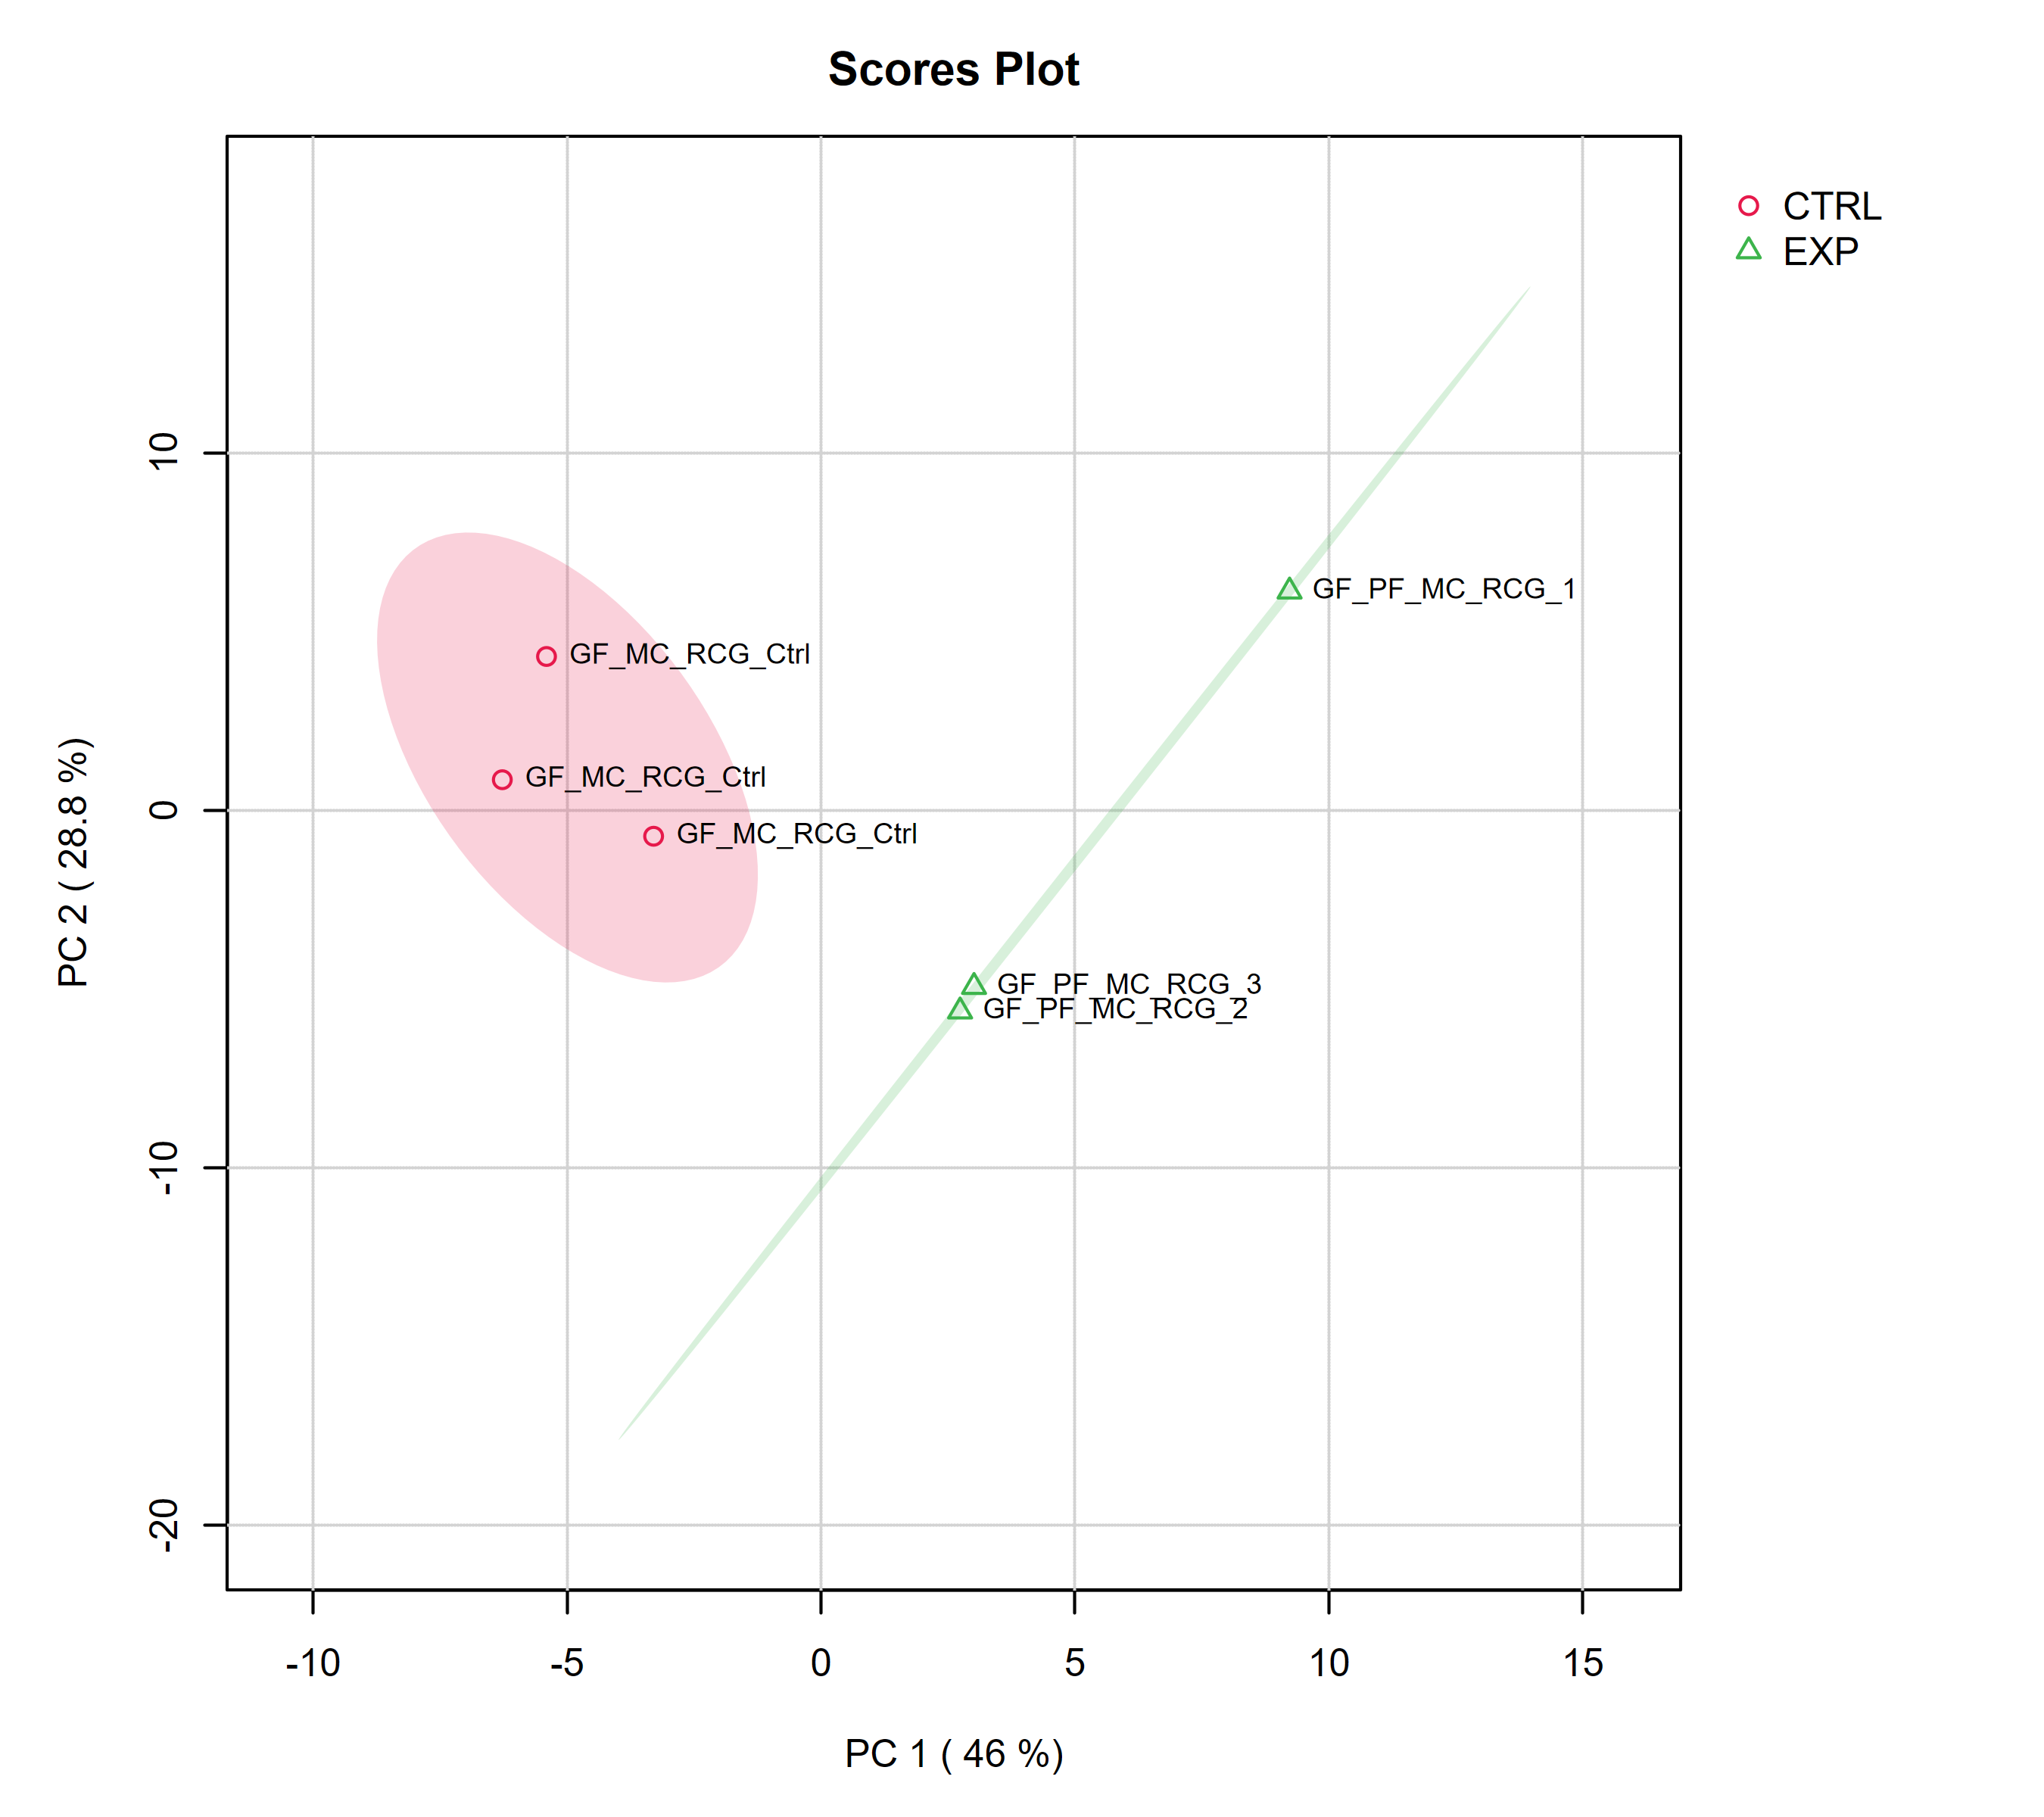 Scores Plot
CTRL
EXP
10
0
-10
-20
PC 2 ( 28.8 %)
GF_PF_MC_RCG_1
GF_MC_RCG_Ctrl
GF_MC_RCG_Ctrl
GF_MC_RCG_Ctrl
GF_PF_MC_RCG_3
GF_PF_MC_RCG_2
-10 -5 0 5 10 15
PC 1 ( 46 %)